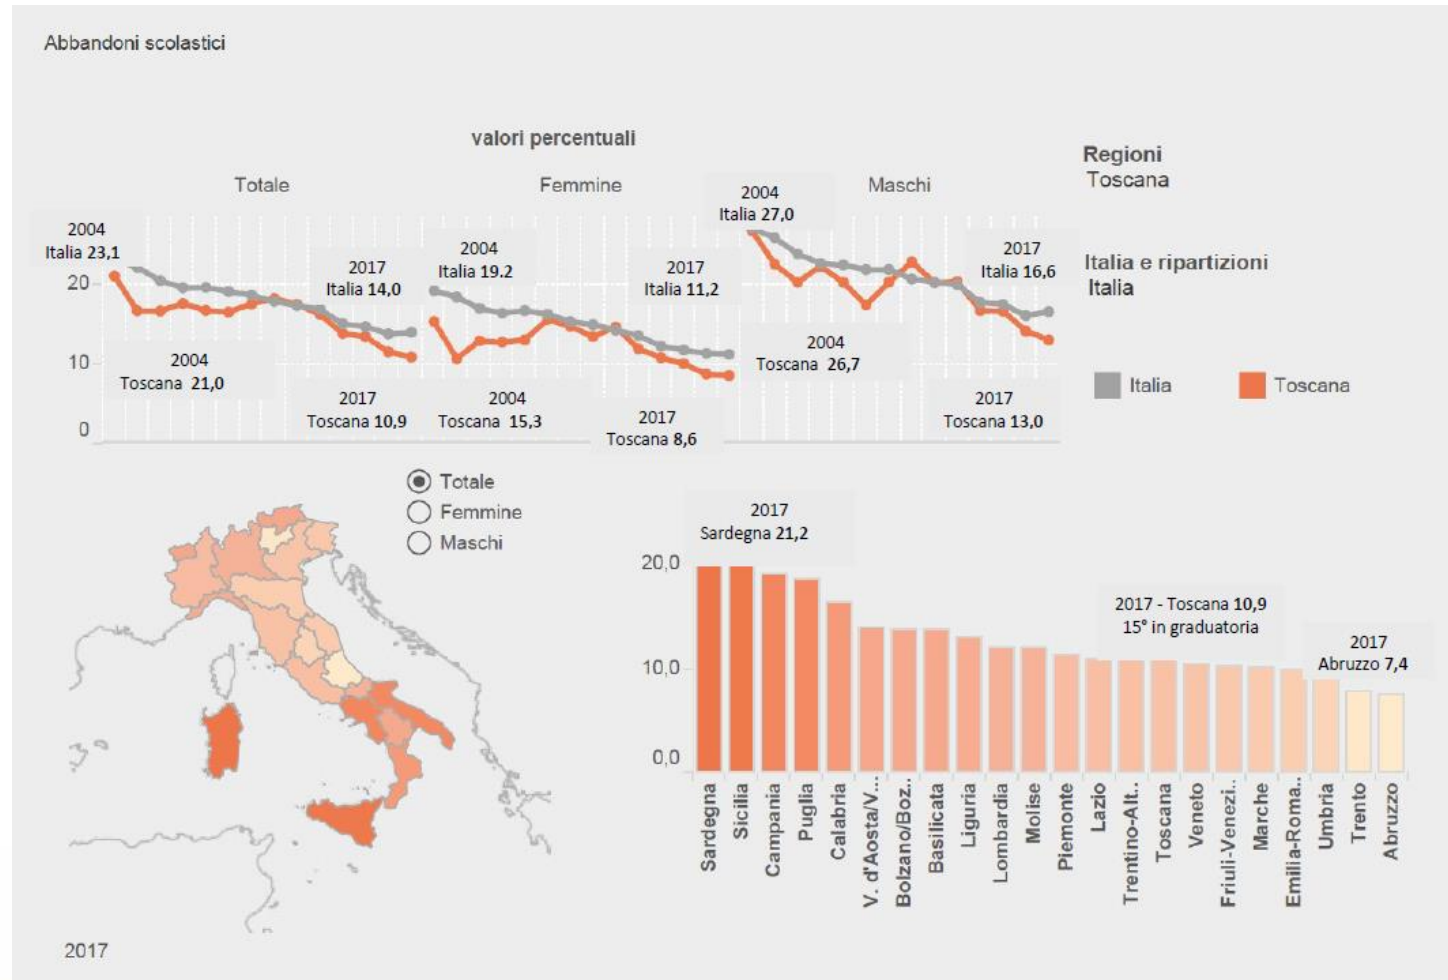 Abbandoni scolastici
valori percentuali
Totale
Femmine
Maschi
2004
Italia 23,1
20
10
0
2004
Toscana 21,0
2017
Italia 14,0
2017
Toscana 10,9
2004
Italia 19.2
2004
Toscana 15,3
2017
Italia 11,2
2017
Toscana 8,6
2004
Italia 27,0
2004
Toscana 26,7
2017
Italia 16,6
2017
Toscana 13,0
Regioni
Toscana
Italia e ripartizioni
Italia
Italia
Toscana
Totale
Femmine
Maschi
2017
2017
Sardegna 21,2
2017 - Toscana 10,9
15° in graduatoria
2017
Abruzzo 7,4
20,0
10,0
0,0
Sardegna
Sicilia
Campania
Puglia
Calabria
V. d'Aosta/V...
Bolzano/Boz..
Basilicata
Liguria
Lombardia
Molise
Piemonte
Lazio
Trentino-Alt..
Toscana
Veneto
Friuli-Venezi..
Marche
Emilia-Roma..
Umbria
Trento
Abruzzo